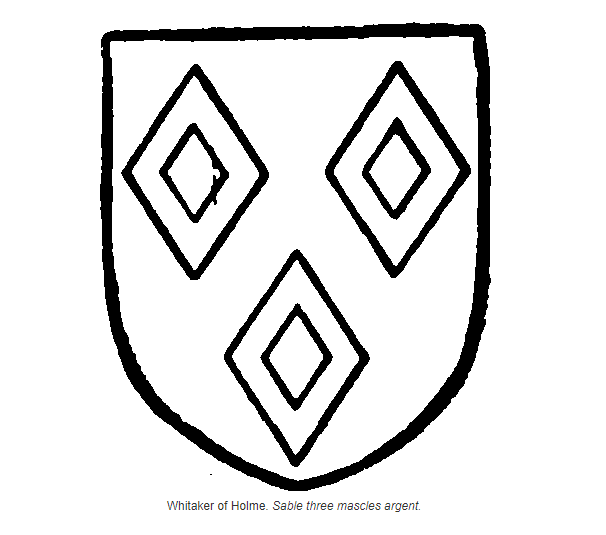 Whitaker of Holme. Sable three mascles argent.